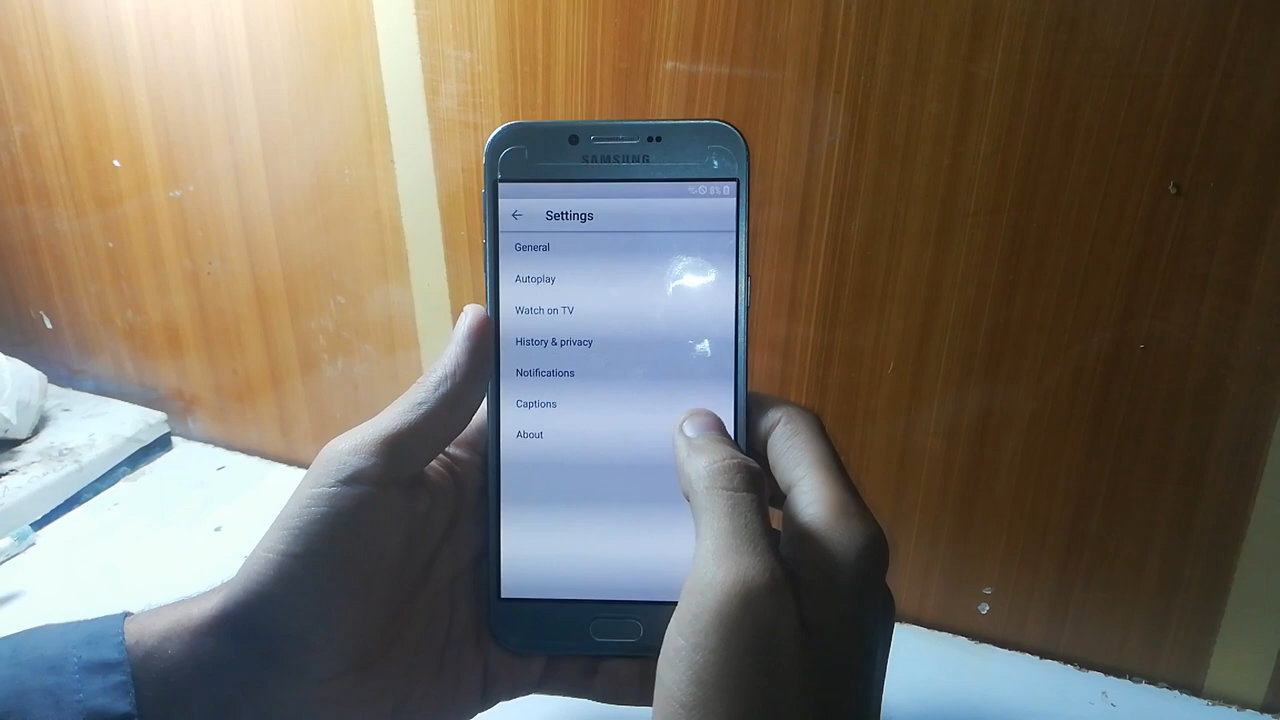 SAMSUNG
Settings
General
Autoplay
Watch on TV
History & privacy
Notifications
Captions
About